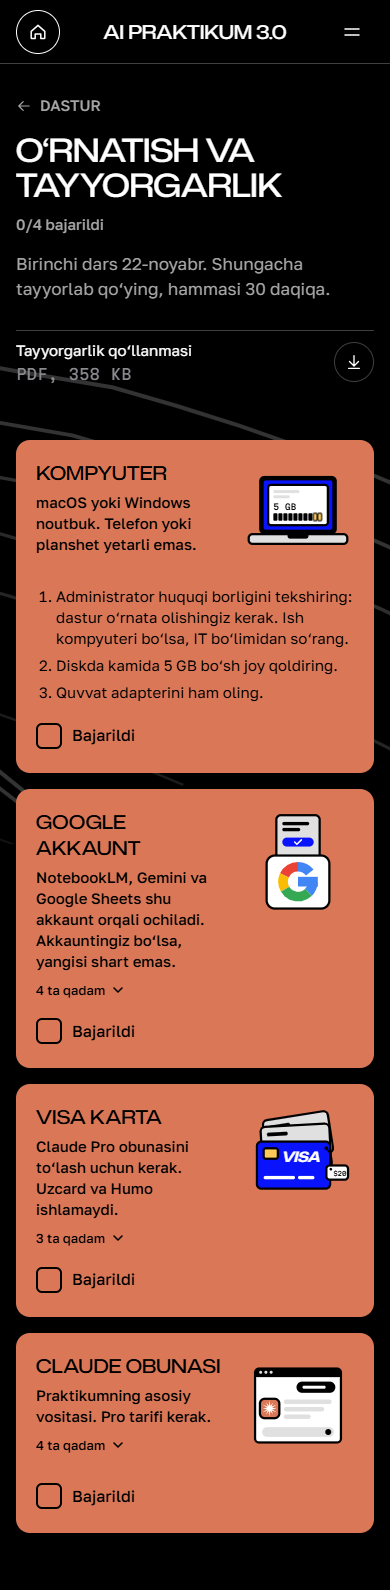 AI PRAKTIKUM 3.0
← DASTUR
O‘RNATISH VA
TAYYORGARLIK
0/4 bajarildi
Birinchi dars 22-noyabr. Shungacha
tayyorlab qo‘ying, hammasi 30 daqiqa.
Tayyorgarlik qo‘llanmasi
PDF, 358 KB
KOMPYUTER
macOS yoki Windows
noutbuk. Telefon yoki
planshet yetarli emas.
5 GB
1. Administrator huquqi borligini tekshiring:
dastur o‘rnata olishingiz kerak. Ish
kompyuteri bo‘lsa, IT bo‘limidan so‘rang.
2. Diskda kamida 5 GB bo‘sh joy qoldiring.
3. Quvvat adapterini ham oling.
Bajarildi
GOOGLE
AKKAUNT
NotebookLM, Gemini va
Google Sheets shu
akkaunt orqali ochiladi.
Akkauntingiz bo‘lsa,
yangisi shart emas.
G
4 ta qadam
Bajarildi
VISA KARTA
Claude Pro obunasini
to‘lash uchun kerak.
Uzcard va Humo
ishlamaydi.
VISA
$20
3 ta qadam
Bajarildi
CLAUDE OBUNASI
Praktikumning asosiy
vositasi. Pro tarifi kerak.
4 ta qadam
Bajarildi